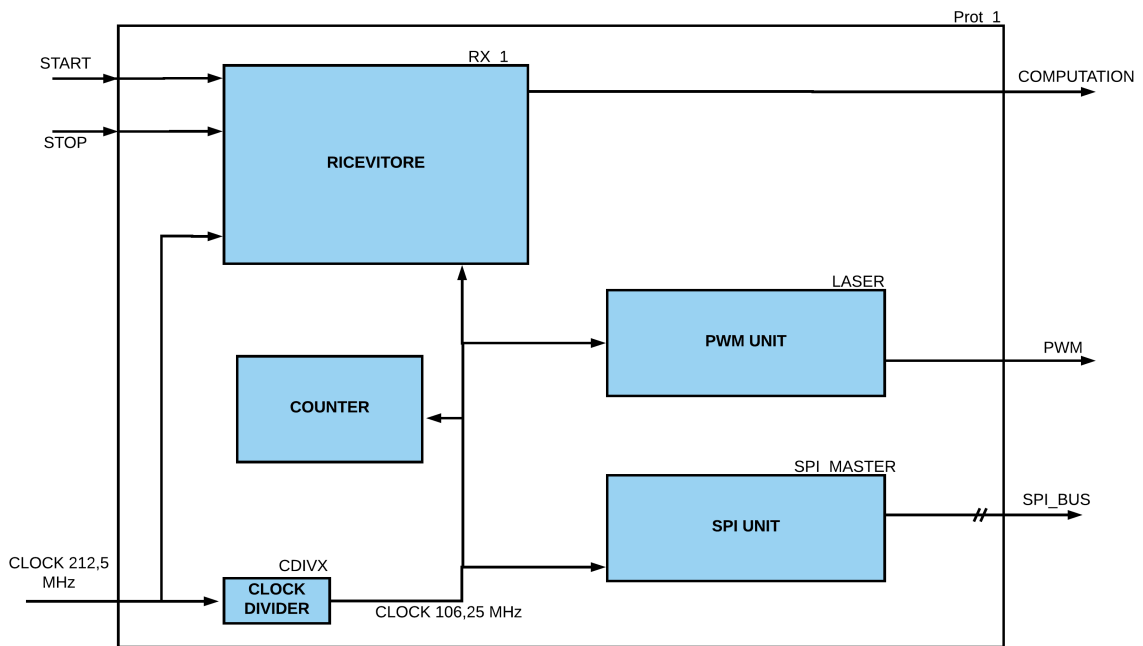 Prot_1
START
RX_1
COMPUTATION
STOP
RICEVITORE
LASER
PWM UNIT
PWM
COUNTER
SPI_MASTER
SPI_BUS
SPI UNIT
CLOCK 212,5
MHz
CDIVX
CLOCK
DIVIDER
CLOCK 106,25 MHz